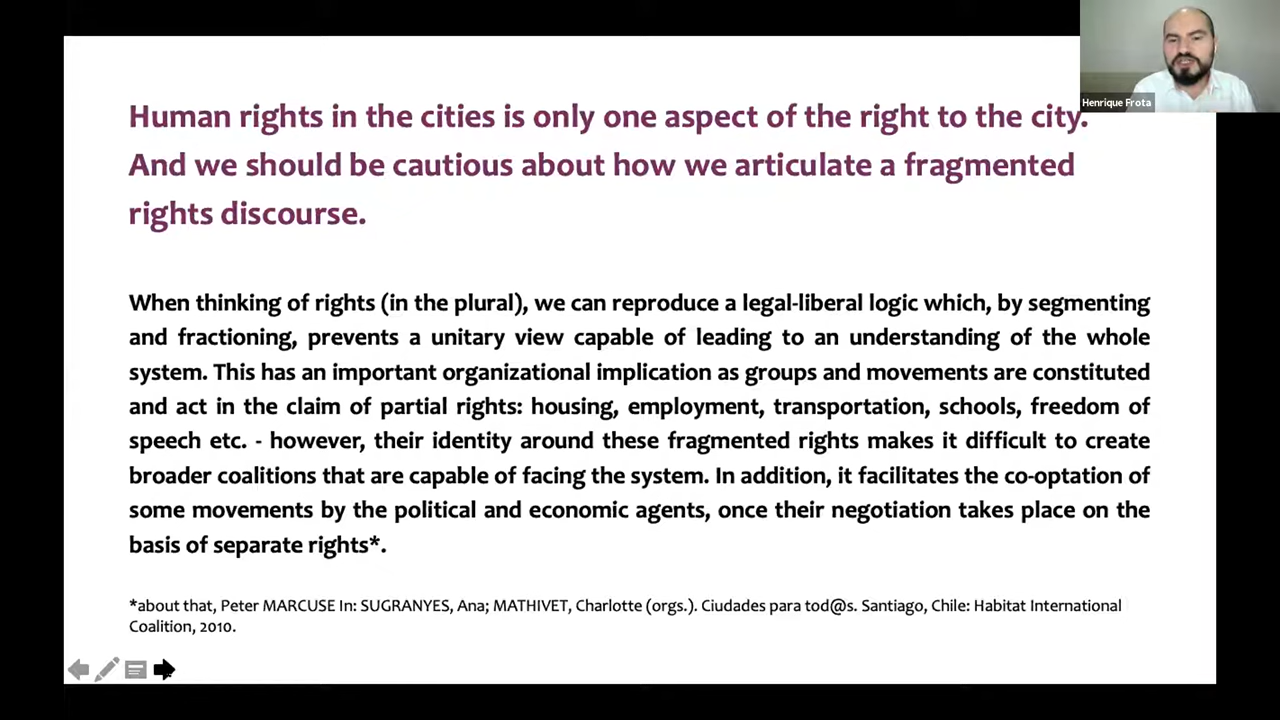 Human rights in the cities is only one aspect of the right to the city.
And we should be cautious about how we articulate a fragmented
rights discourse.
When thinking of rights (in the plural), we can reproduce a legal-liberal logic which, by segmenting
and fractioning, prevents a unitary view capable of leading to an understanding of the whole
system. This has an important organizational implication as groups and movements are constituted
and act in the claim of partial rights: housing, employment, transportation, schools, freedom of
speech etc. - however, their identity around these fragmented rights makes it difficult to create
broader coalitions that are capable of facing the system. In addition, it facilitates the co-optation of
some movements by the political and economic agents, once their negotiation takes place on the
basis of separate rights*.
*about that, Peter MARCUSE In: SUGRANYES, Ana; MATHIVET, Charlotte (orgs.). Ciudades para tod@s. Santiago, Chile: Habitat International
Coalition, 2010.
Henrique Frota